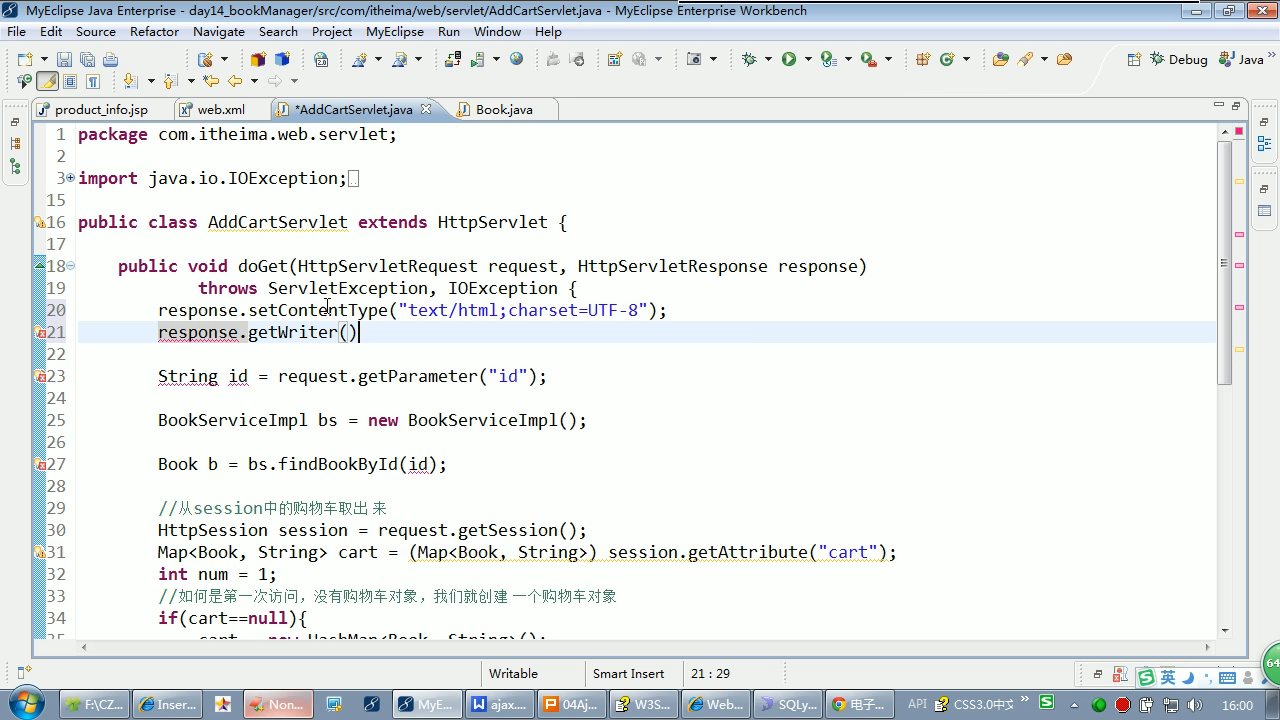 MyEclipse Java Enterprise - day14_bookManager/src/com/itheima/web/servlet/AddCartServlet.java - MyEclipse Enterprise Workbench
File Edit Source Refactor Navigate Search Project MyEclipse Run Window Help
Debug Java
product_info.jsp web.xml *AddCartServlet.java Book.java
1 package com.itheima.web.servlet;
2
3 import java.io.IOException;
15
16 public class AddCartServlet extends HttpServlet {
17
18 public void doGet(HttpServletRequest request, HttpServletResponse response)
19 throws ServletException, IOException {
20 response.setContentType("text/html;charset=UTF-8");
21 response.getWriter()
22
23 String id = request.getParameter("id");
24
25 BookServiceImpl bs = new BookServiceImpl();
26
27 Book b = bs.findBookById(id);
28
29 //从session中的购物车取出 来
30 HttpSession session = request.getSession();
31 Map<Book, String> cart = (Map<Book, String>) session.getAttribute("cart");
32 int num = 1;
33 //如何是第一次访问，没有购物车对象，我们就创建 一个购物车对象
34 if(cart==null){
35 cart = new HashMap<Book, String>();
Writable Smart Insert 21 : 29
英
64
F:\CZ... Inser... Non... MyE... ajax.... 04Aj... W3S... Web... SQLy... 电子... API CSS3.0中文 16:00